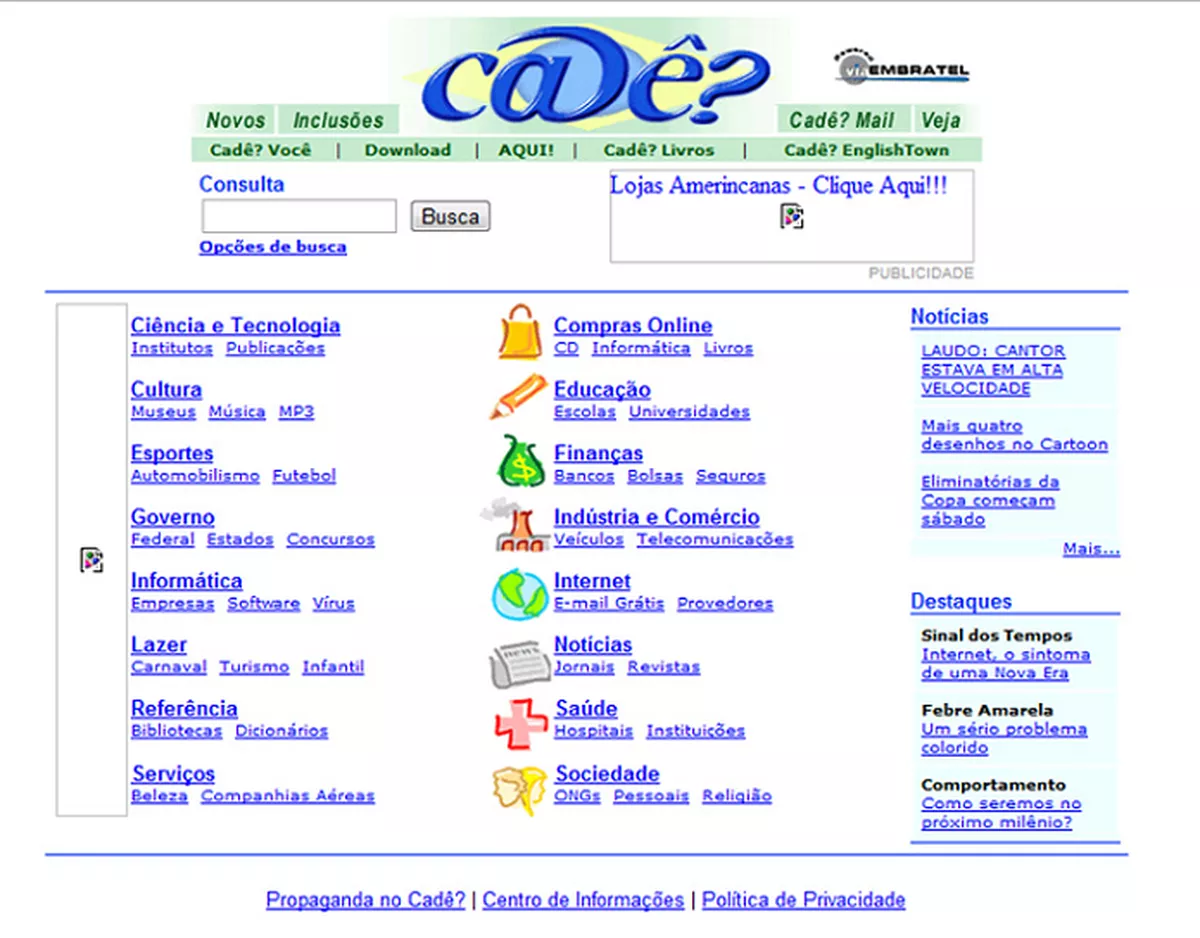 c@dê?
via EMBRATEL
Novos Inclusões Cadê? Mail Veja
Cadê? Você | Download | AQUI! | Cadê? Livros | Cadê? EnglishTown
Consulta
Busca
Opções de busca
Lojas Amerincanas - Clique Aqui!!!
PUBLICIDADE
Ciência e Tecnologia
Institutos Publicações
Cultura
Museus Música MP3
Esportes
Automobilismo Futebol
Governo
Federal Estados Concursos
Informática
Empresas Software Vírus
Lazer
Carnaval Turismo Infantil
Referência
Bibliotecas Dicionários
Serviços
Beleza Companhias Aéreas
Compras Online
CD Informática Livros
Educação
Escolas Universidades
$
Finanças
Bancos Bolsas Seguros
Indústria e Comércio
Veículos Telecomunicações
Internet
E-mail Grátis Provedores
news
Notícias
Jornais Revistas
Saúde
Hospitais Instituições
Sociedade
ONGs Pessoais Religião
Notícias
LAUDO: CANTOR
ESTAVA EM ALTA
VELOCIDADE
Mais quatro
desenhos no Cartoon
Eliminatórias da
Copa começam
sábado
Mais...
Destaques
Sinal dos Tempos
Internet, o sintoma
de uma Nova Era
Febre Amarela
Um sério problema
colorido
Comportamento
Como seremos no
próximo milênio?
Propaganda no Cadê? | Centro de Informações | Política de Privacidade